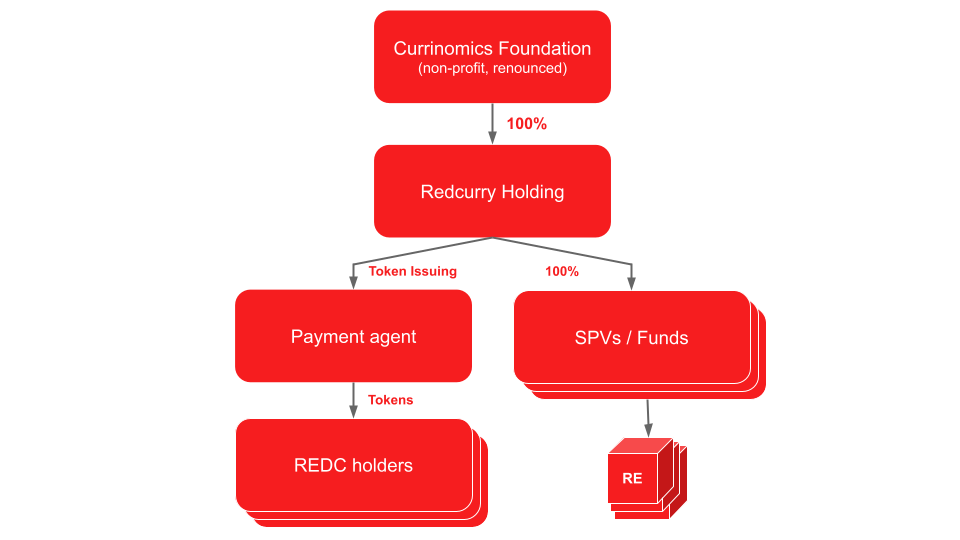 Currinomics Foundation
(non-profit, renounced)
100%
Redcurry Holding
Token Issuing
100%
Payment agent
SPVs / Funds
Tokens
REDC holders
RE